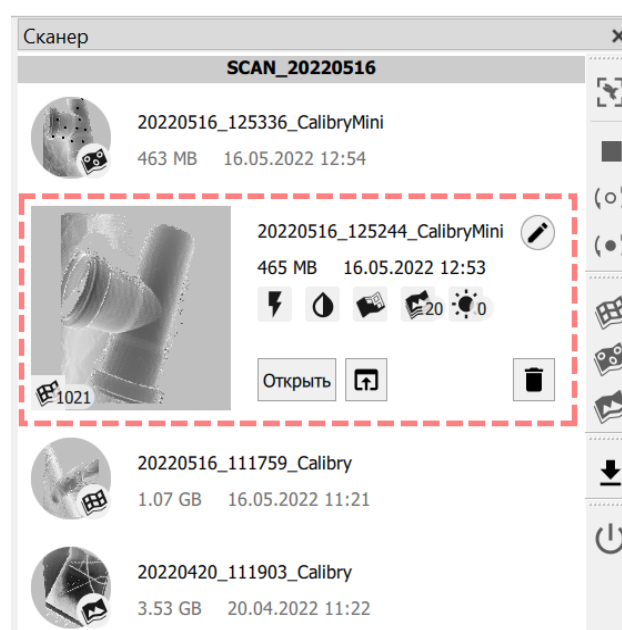 Сканер
SCAN_20220516
20220516_125336_CalibryMini
463 MB 16.05.2022 12:54
20220516_125244_CalibryMini
465 MB 16.05.2022 12:53
20 0
1021
Открыть
20220516_111759_Calibry
1.07 GB 16.05.2022 11:21
20220420_111903_Calibry
3.53 GB 20.04.2022 11:22